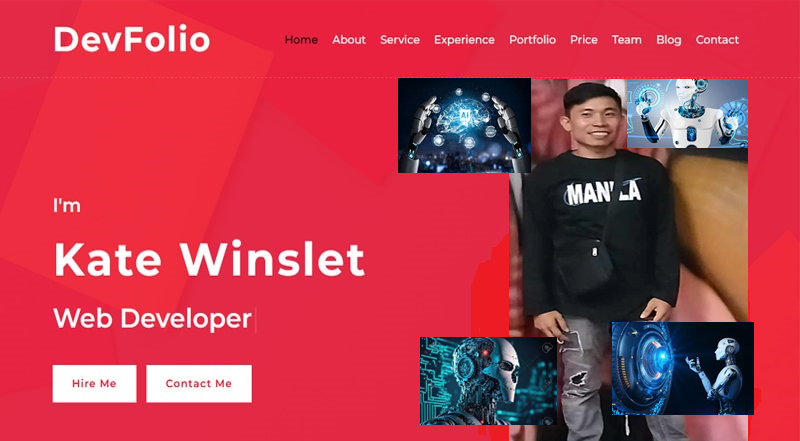 DevFolio
Home About Service Experience Portfolio Price Team Blog Contact
AI
MANILA
I'm
Kate Winslet
Web Developer
Hire Me Contact Me